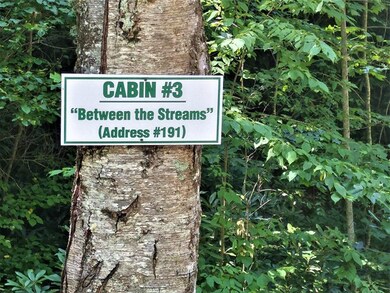 CABIN #3
"Between the Streams"
(Address #191)